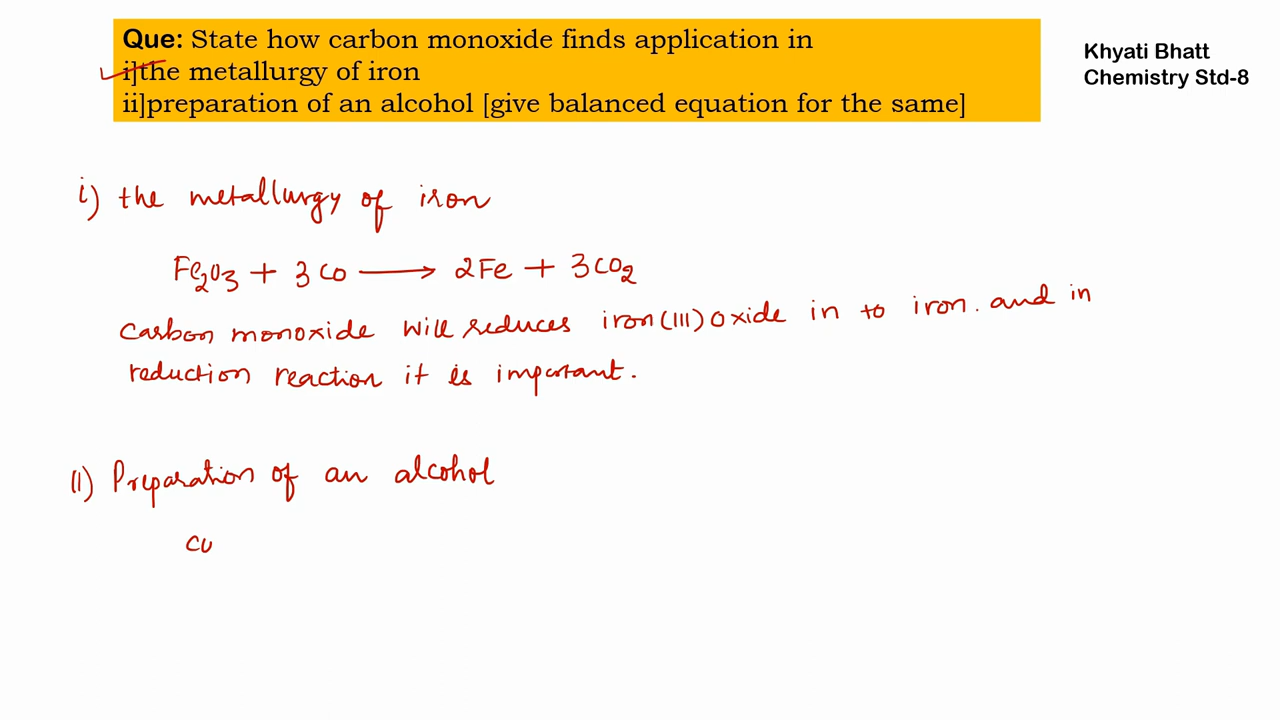 Que: State how carbon monoxide finds application in
i]the metallurgy of iron
ii]preparation of an alcohol [give balanced equation for the same]
Khyati Bhatt
Chemistry Std-8
i) the metallurgy of iron
Fe₂O₃ + 3CO ⟶ 2Fe + 3CO₂
Carbon monoxide will reduces iron(III) Oxide in to iron. and in
reduction reaction it is important.
(I) Preparation of an alcohol